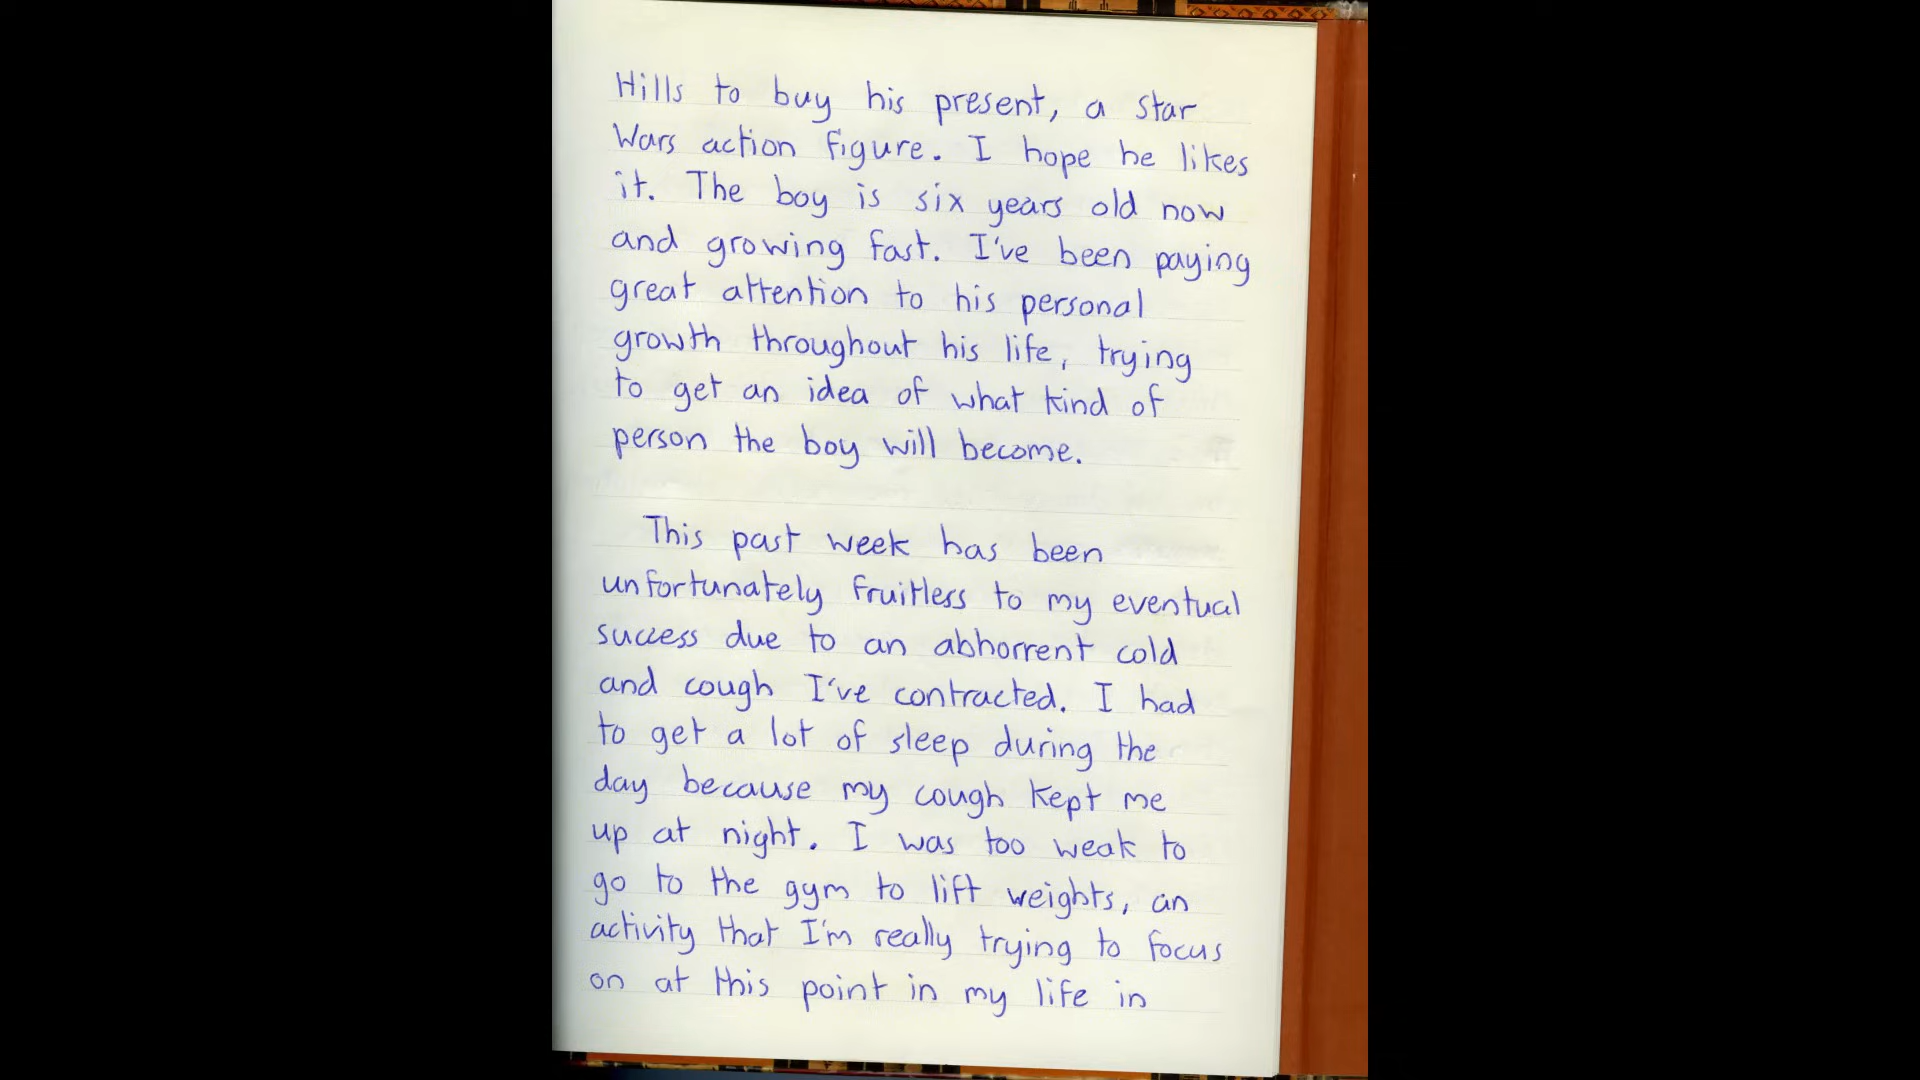 Hills to buy his present, a Star
Wars action figure. I hope he likes
it. The boy is six years old now
and growing fast. I've been paying
great attention to his personal
growth throughout his life, trying
to get an idea of what kind of
person the boy will become.
This past week has been
unfortunately fruitless to my eventual
success due to an abhorrent cold
and cough I've contracted. I had
to get a lot of sleep during the
day because my cough kept me
up at night. I was too weak to
go to the gym to lift weights, an
activity that I'm really trying to focus
on at this point in my life in